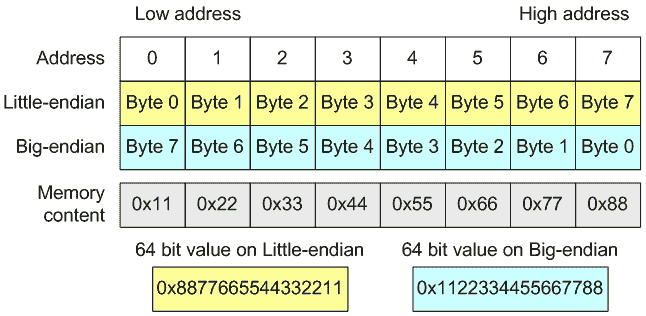 Low address High address
Address 0 1 2 3 4 5 6 7
Little-endian Byte 0 Byte 1 Byte 2 Byte 3 Byte 4 Byte 5 Byte 6 Byte 7
Big-endian Byte 7 Byte 6 Byte 5 Byte 4 Byte 3 Byte 2 Byte 1 Byte 0
Memory
content 0x11 0x22 0x33 0x44 0x55 0x66 0x77 0x88
64 bit value on Little-endian 64 bit value on Big-endian
0x8877665544332211 0x1122334455667788